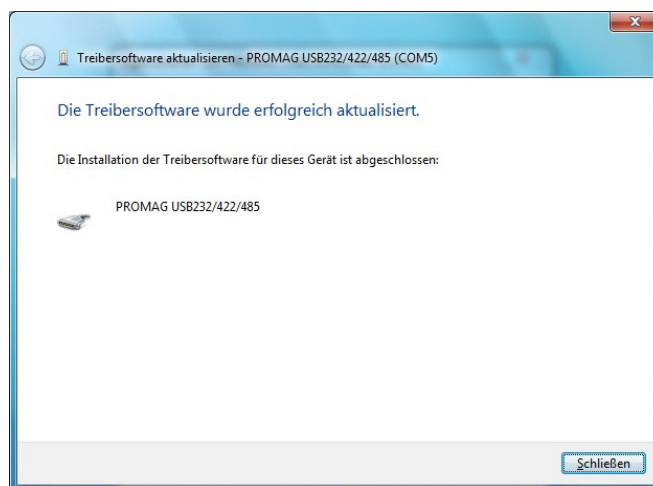 Treibersoftware aktualisieren - PROMAG USB232/422/485 (COM5)
Die Treibersoftware wurde erfolgreich aktualisiert.
Die Installation der Treibersoftware für dieses Gerät ist abgeschlossen:
PROMAG USB232/422/485
Schließen